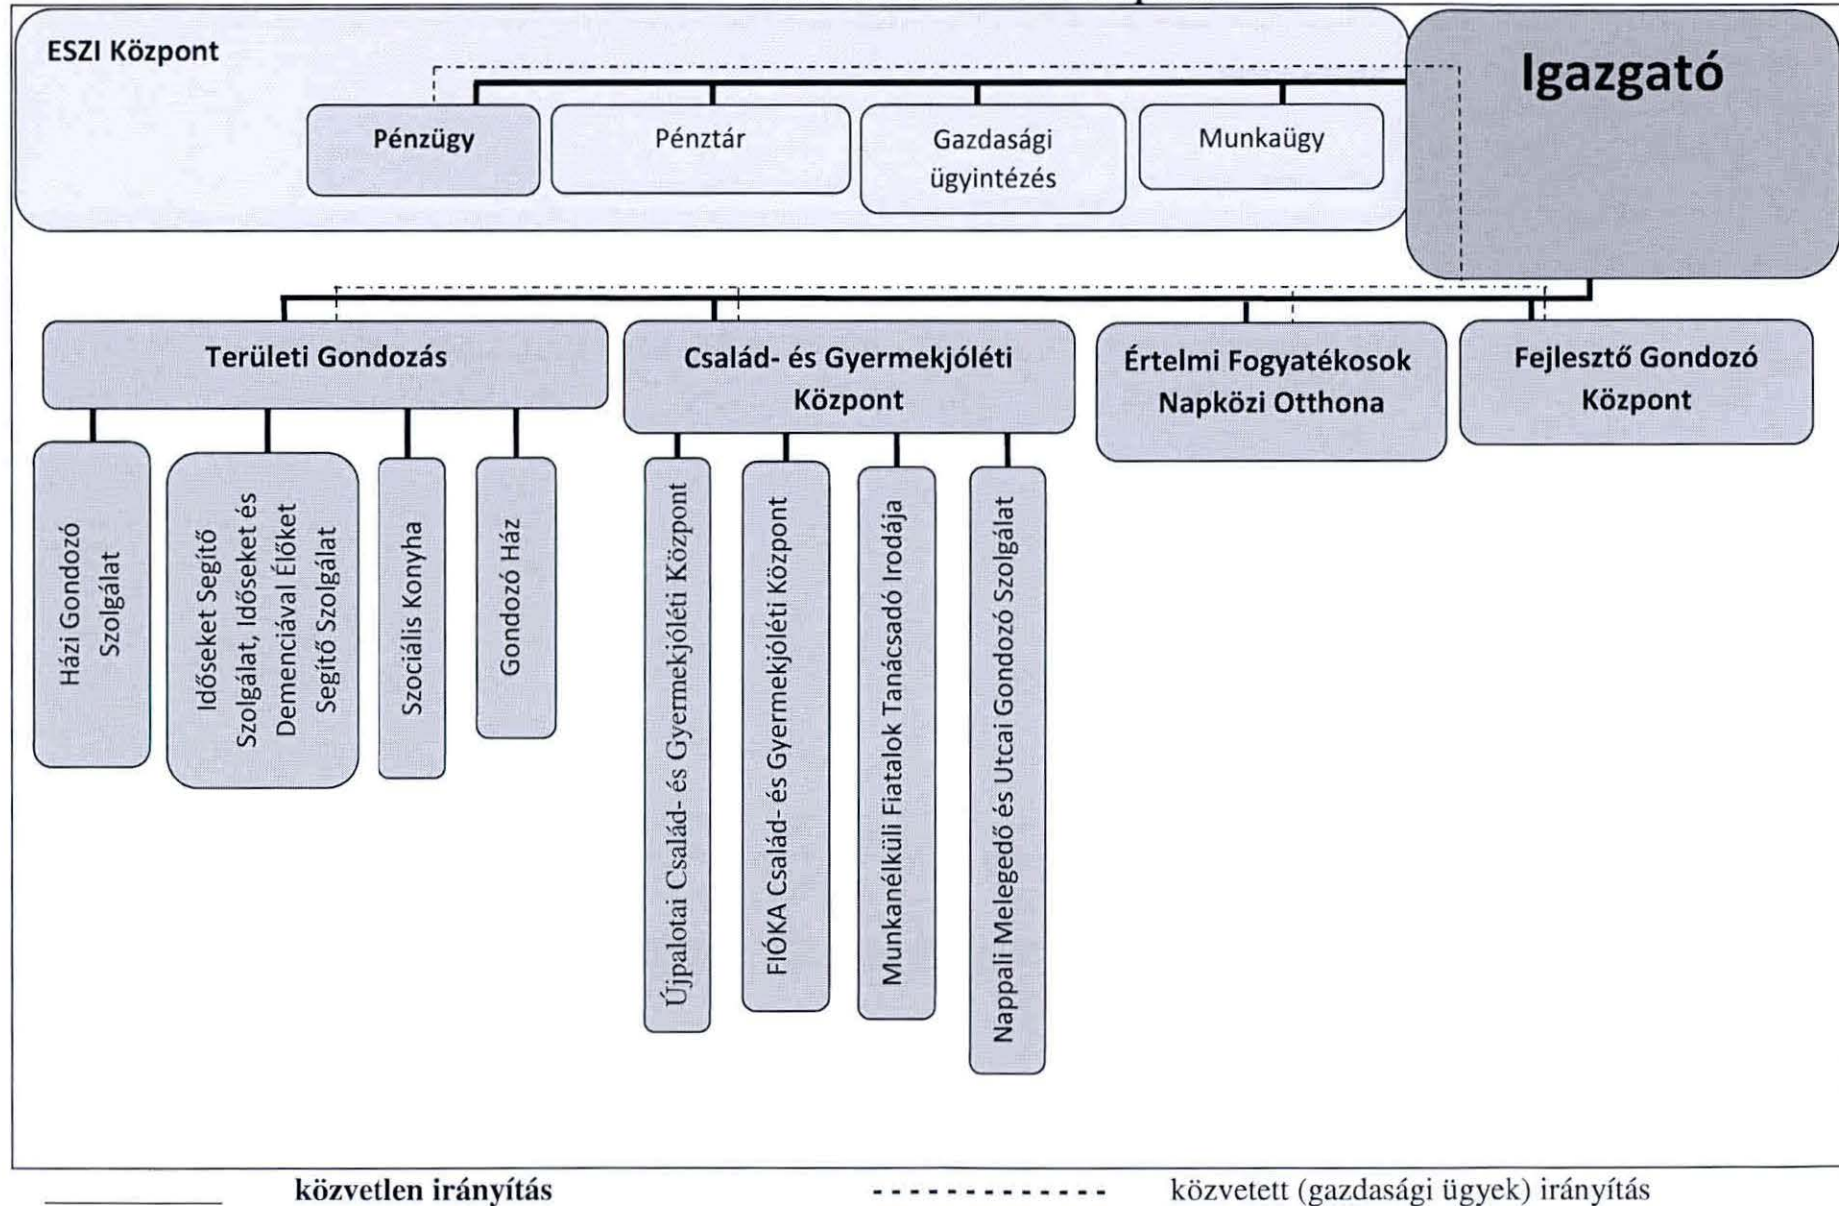 ESZI Központ
Igazgató
Pénzügy
Pénztár
Gazdasági
ügyintézés
Munkaügy
Területi Gondozás
Család- és Gyermekjóléti
Központ
Értelmi Fogyatékosok
Napközi Otthona
Fejlesztő Gondozó
Központ
Házi Gondozó
Szolgálat
Időseket Segítő
Szolgálat, Időseket és
Demenciával Élőket
Segítő Szolgálat
Szociális Konyha
Gondozó Ház
Újpalotai Család- és Gyermekjóléti Központ
FIÓKA Család- és Gyermekjóléti Központ
Munkanélküli Fiatalok Tanácsadó Irodája
Nappali Melegedő és Utcai Gondozó Szolgálat
közvetlen irányítás
közvetett (gazdasági ügyek) irányítás